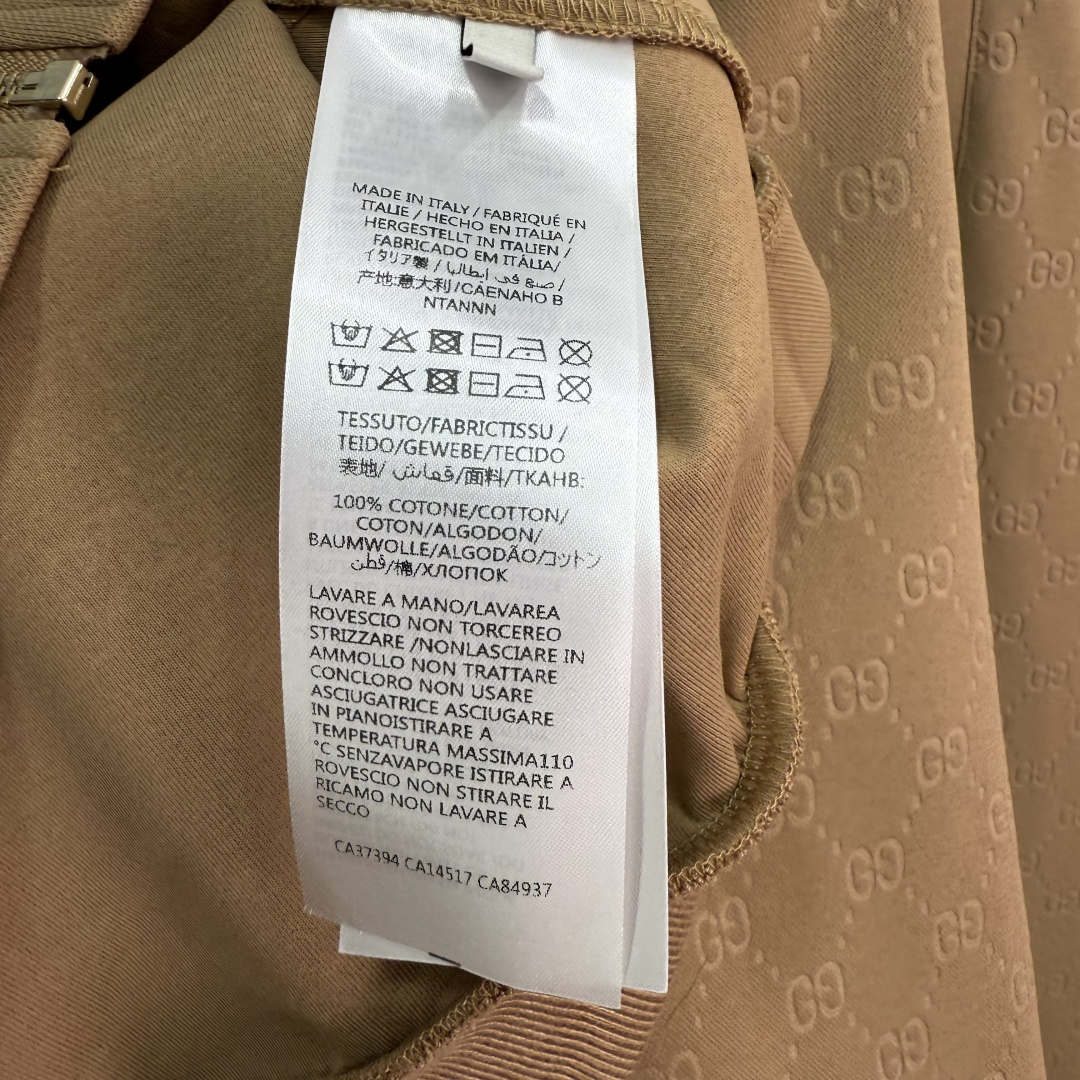 MADE IN ITALY / FABRIQUÉ EN
ITALIE / HECHO EN ITALIA /
HERGESTELLT IN ITALIEN /
FABRICADO EM ITÁLIA/
イタリア製 / صنع في ايطاليا /
产地:意大利/CAENAHO B
NTANNN
TESSUTO/FABRICTISSU /
TEIDO/GEWEBE/TECIDO
表地/ قماش/面料/TKAHB:
100% COTONE/COTTON/
COTON/ALGODON/
BAUMWOLLE/ALGODÃO/コットン
قطن/棉/ХЛОПОК
LAVARE A MANO/LAVAREA
ROVESCIO NON TORCEREO
STRIZZARE /NONLASCIARE IN
AMMOLLO NON TRATTARE
CONCLORO NON USARE
ASCIUGATRICE ASCIUGARE
IN PIANOISTIRARE A
TEMPERATURA MASSIMA110
°C SENZAVAPORE ISTIRARE A
ROVESCIO NON STIRARE IL
RICAMO NON LAVARE A
SECCO
CA37394 CA14517 CA84937